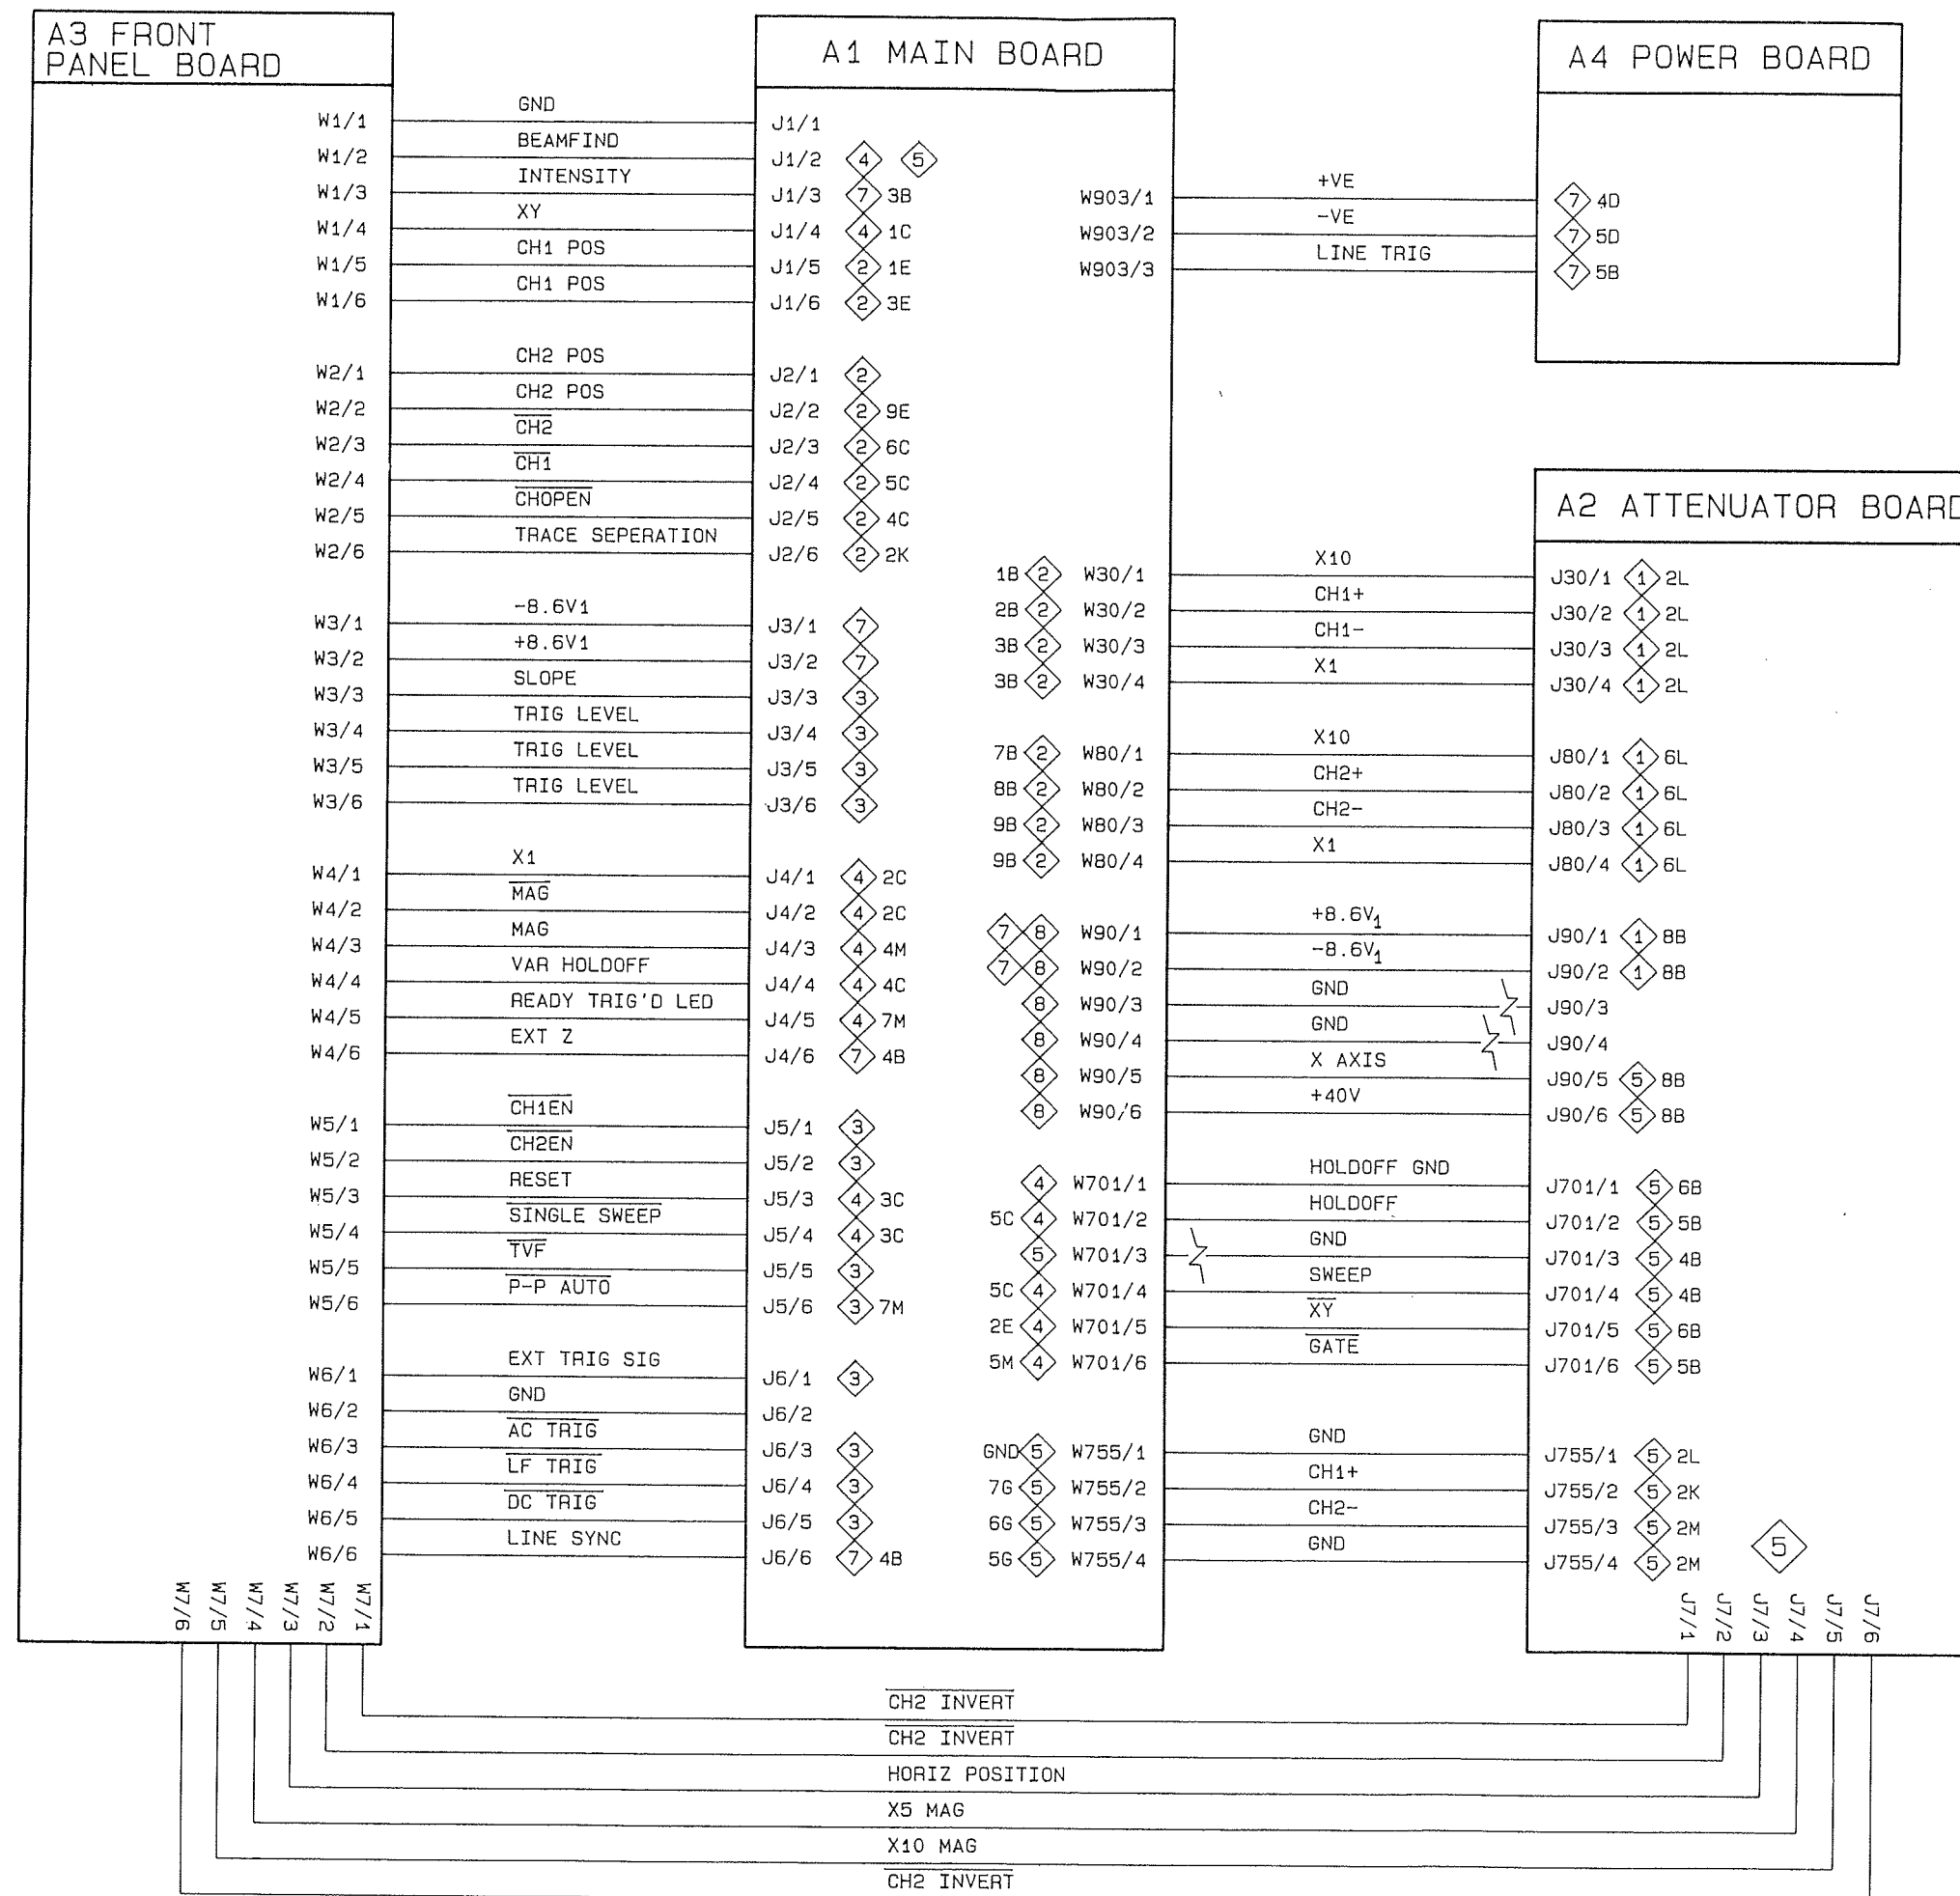 A3 FRONT
PANEL BOARD
W1/1 GND
W1/2 BEAMFIND
W1/3 INTENSITY
W1/4 XY
W1/5 CH1 POS
W1/6 CH1 POS
W2/1 CH2 POS
W2/2 CH2 POS
W2/3 CH2
W2/4 CH1
W2/5 CHOPEN
W2/6 TRACE SEPERATION
W3/1 -8.6V1
W3/2 +8.6V1
W3/3 SLOPE
W3/4 TRIG LEVEL
W3/5 TRIG LEVEL
W3/6 TRIG LEVEL
W4/1 X1
W4/2 MAG
W4/3 MAG
W4/4 VAR HOLDOFF
W4/5 READY TRIG'D LED
W4/6 EXT Z
W5/1 CH1EN
W5/2 CH2EN
W5/3 RESET
W5/4 SINGLE SWEEP
W5/5 TVF
W5/6 P-P AUTO
W6/1 EXT TRIG SIG
W6/2 GND
W6/3 AC TRIG
W6/4 LF TRIG
W6/5 DC TRIG
W6/6 LINE SYNC
W7/6
W7/5
W7/4
W7/3
W7/2
W7/1
A1 MAIN BOARD
J1/1
J1/2 4 5
J1/3 7 3B
J1/4 4 1C
J1/5 2 1E
J1/6 2 3E
J2/1 2
J2/2 2 9E
J2/3 2 6C
J2/4 2 5C
J2/5 2 4C
J2/6 2 2K
J3/1 7
J3/2 7
J3/3 3
J3/4 3
J3/5 3
J3/6 3
J4/1 4 2C
J4/2 4 2C
J4/3 4 4M
J4/4 4 4C
J4/5 4 7M
J4/6 7 4B
J5/1 3
J5/2 3
J5/3 4 3C
J5/4 4 3C
J5/5 3
J5/6 3 7M
J6/1 3
J6/2
J6/3 3
J6/4 3
J6/5 3
J6/6 7 4B
W903/1 +VE
W903/2 -VE
W903/3 LINE TRIG
1B 2 W30/1 X10
2B 2 W30/2 CH1+
3B 2 W30/3 CH1-
3B 2 W30/4 X1
7B 2 W80/1 X10
8B 2 W80/2 CH2+
9B 2 W80/3 CH2-
9B 2 W80/4 X1
7 8 W90/1 +8.6V1
7 8 W90/2 -8.6V1
8 W90/3 GND
8 W90/4 GND
8 W90/5 X AXIS
8 W90/6 +40V
4 W701/1 HOLDOFF GND
5C 4 W701/2 HOLDOFF
5 W701/3 GND
5C 4 W701/4 SWEEP
2E 4 W701/5 XY
5M 4 W701/6 GATE
GND 5 W755/1 GND
7G 5 W755/2 CH1+
6G 5 W755/3 CH2-
5G 5 W755/4 GND
A4 POWER BOARD
7 4D
7 5D
7 5B
A2 ATTENUATOR BOARD
J30/1 1 2L
J30/2 1 2L
J30/3 1 2L
J30/4 1 2L
J80/1 1 6L
J80/2 1 6L
J80/3 1 6L
J80/4 1 6L
J90/1 1 8B
J90/2 1 8B
J90/3
J90/4
J90/5 5 8B
J90/6 5 8B
J701/1 5 6B
J701/2 5 5B
J701/3 5 4B
J701/4 5 4B
J701/5 5 6B
J701/6 5 5B
J755/1 5 2L
J755/2 5 2K
J755/3 5 2M
J755/4 5 2M
5
J7/1
J7/2
J7/3
J7/4
J7/5
J7/6
CH2 INVERT
CH2 INVERT
HORIZ POSITION
X5 MAG
X10 MAG
CH2 INVERT